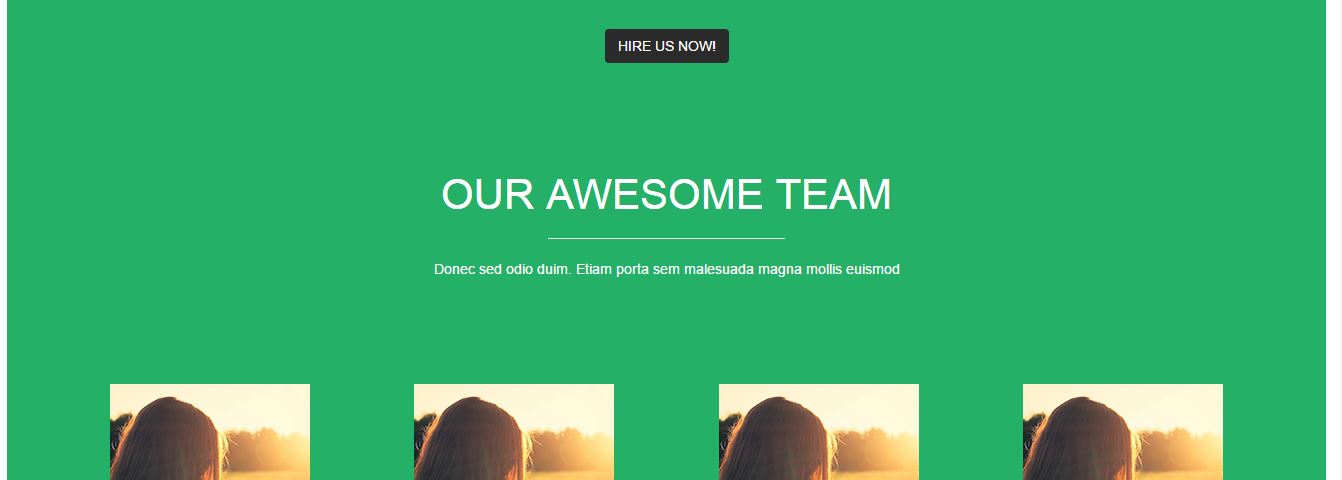 HIRE US NOW!
OUR AWESOME TEAM
Donec sed odio duim. Etiam porta sem malesuada magna mollis euismod